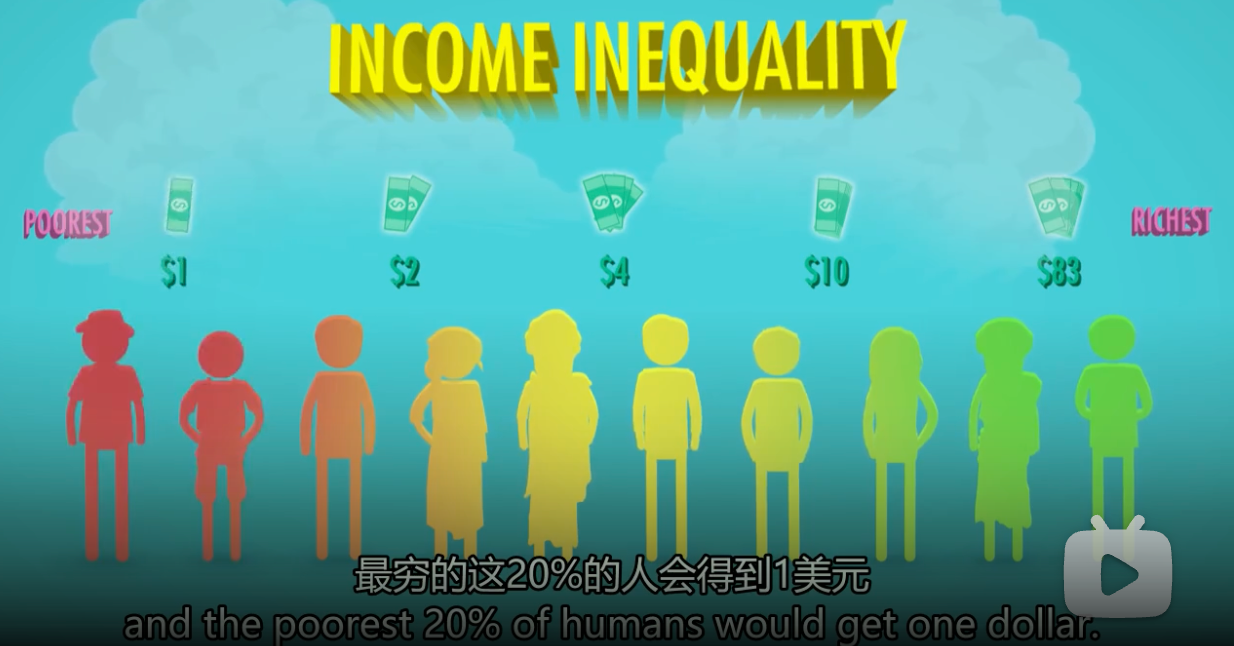 INCOME INEQUALITY
POOREST
RICHEST
$1
$2
$4
$10
$83
最穷的这20%的人会得到1美元
and the poorest 20% of humans would get one dollar.